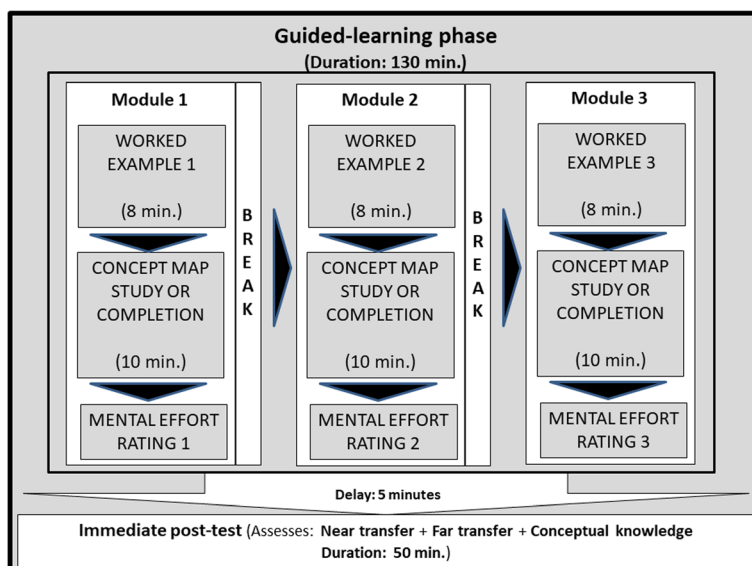 Guided-learning phase
(Duration: 130 min.)
Module 1
WORKED
EXAMPLE 1
(8 min.)
CONCEPT MAP
STUDY OR
COMPLETION
(10 min.)
MENTAL EFFORT
RATING 1
B
R
E
A
K
Module 2
WORKED
EXAMPLE 2
(8 min.)
CONCEPT MAP
STUDY OR
COMPLETION
(10 min.)
MENTAL EFFORT
RATING 2
B
R
E
A
K
Module 3
WORKED
EXAMPLE 3
(8 min.)
CONCEPT MAP
STUDY OR
COMPLETION
(10 min.)
MENTAL EFFORT
RATING 3
Delay: 5 minutes
Immediate post-test (Assesses: Near transfer + Far transfer + Conceptual knowledge
Duration: 50 min.)